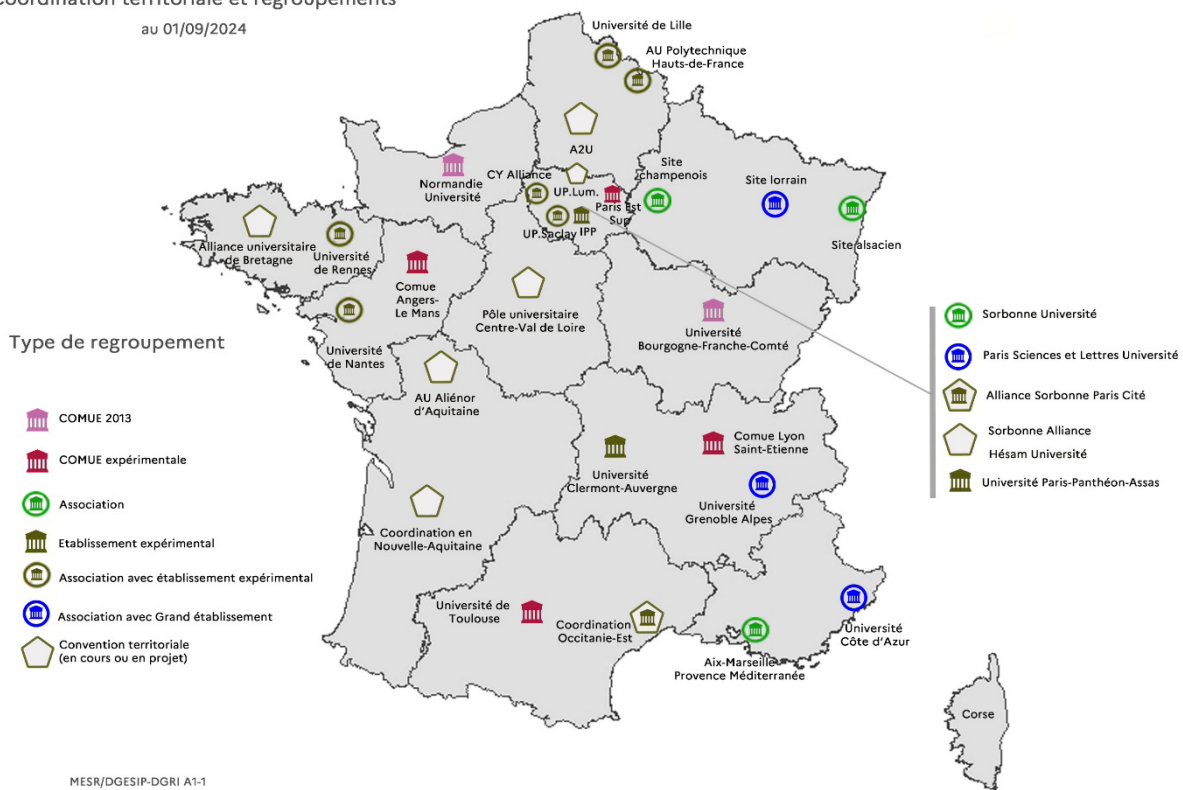 coordination territoriale et regroupements
au 01/09/2024
Université de Lille
AU Polytechnique
Hauts-de-France
A2U
Site
champenois
Site lorrain
Site alsacien
Normandie
Université
CY Alliance
UP.Lum.
Paris Est
Sup
UP.Saclay
IPP
Alliance universitaire
de Bretagne
Université
de Rennes
Comue
Angers-
Le Mans
Pôle universitaire
Centre-Val de Loire
Université
Bourgogne-Franche-Comté
Université
de Nantes
AU Aliénor
d'Aquitaine
Université
Clermont-Auvergne
Comue Lyon
Saint-Etienne
Université
Grenoble Alpes
Coordination en
Nouvelle-Aquitaine
Université de
Toulouse
Coordination
Occitanie-Est
Aix-Marseille
Provence Méditerranée
Université
Côte d'Azur
Corse
Sorbonne Université
Paris Sciences et Lettres Université
Alliance Sorbonne Paris Cité
Sorbonne Alliance
Hésam Université
Université Paris-Panthéon-Assas
Type de regroupement
COMUE 2013
COMUE expérimentale
Association
Etablissement expérimental
Association avec établissement expérimental
Association avec Grand établissement
Convention territoriale
(en cours ou en projet)
MESR/DGESIP-DGRI A1-1